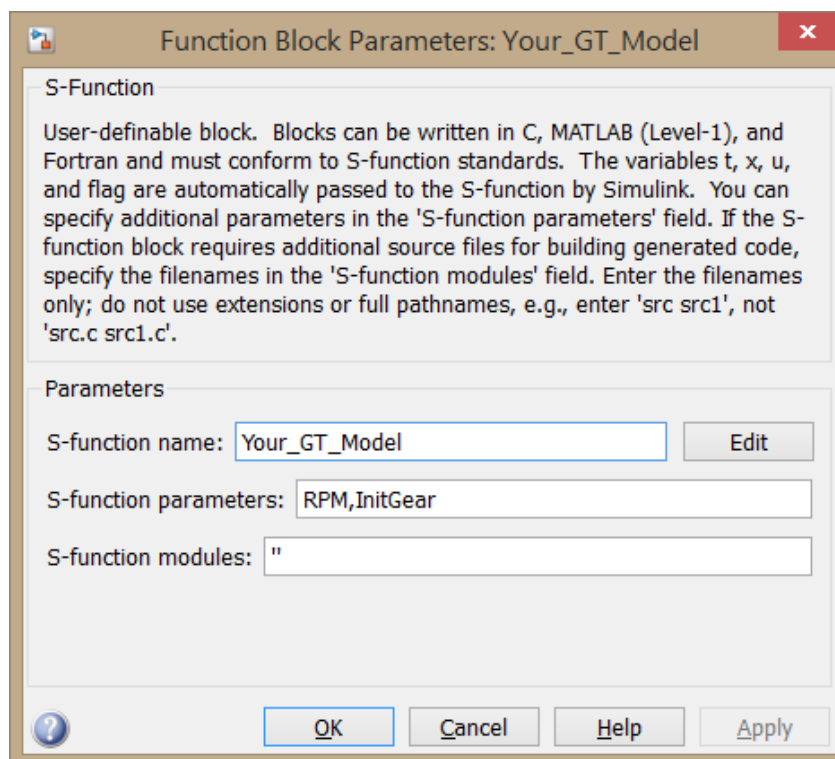 Function Block Parameters: Your_GT_Model
x
S-Function
User-definable block.  Blocks can be written in C, MATLAB (Level-1), and
Fortran and must conform to S-function standards.  The variables t, x, u,
and flag are automatically passed to the S-function by Simulink.  You can
specify additional parameters in the 'S-function parameters' field. If the S-
function block requires additional source files for building generated code,
specify the filenames in the 'S-function modules' field. Enter the filenames
only; do not use extensions or full pathnames, e.g., enter 'src src1', not
'src.c src1.c'.
Parameters
S-function name: Your_GT_Model Edit
S-function parameters: RPM,InitGear
S-function modules: ''
? OK Cancel Help Apply